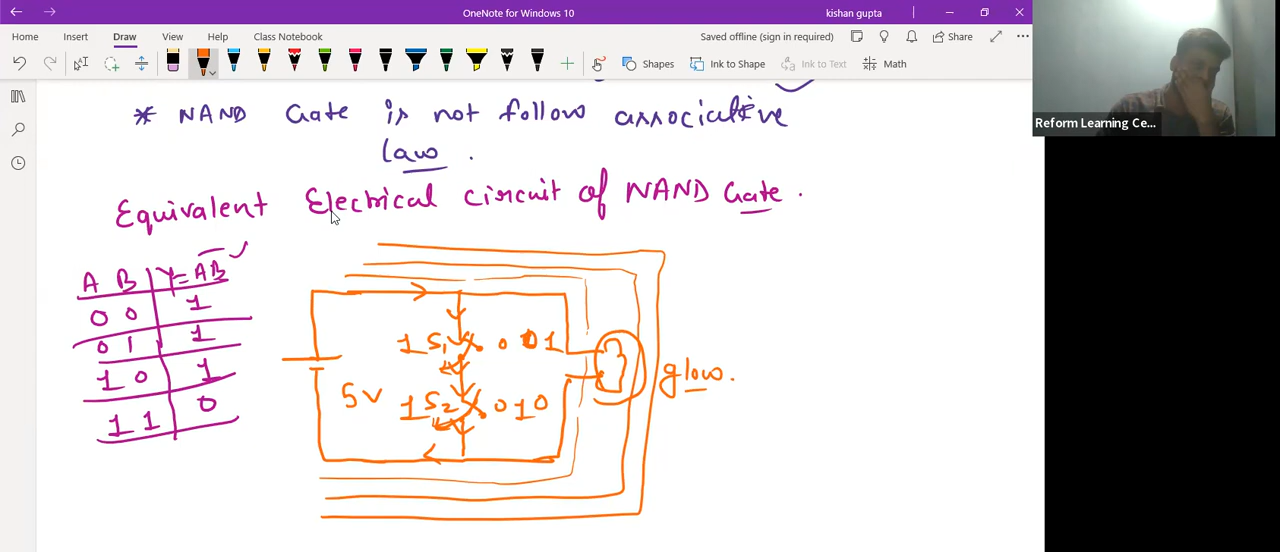 OneNote for Windows 10
kishan gupta
Home Insert Draw View Help Class Notebook
Saved offline (sign in required)
Share
Shapes Ink to Shape Ink to Text Math
Reform Learning Ce...
* NAND Gate is not follow associative
law.
Equivalent Electrical circuit of NAND Gate.
A B Y=AB
0 0 1
0 1 1
1 0 1
1 1 0
1 S1 0 0 1
5V
1 S2 0 1 0
glow.